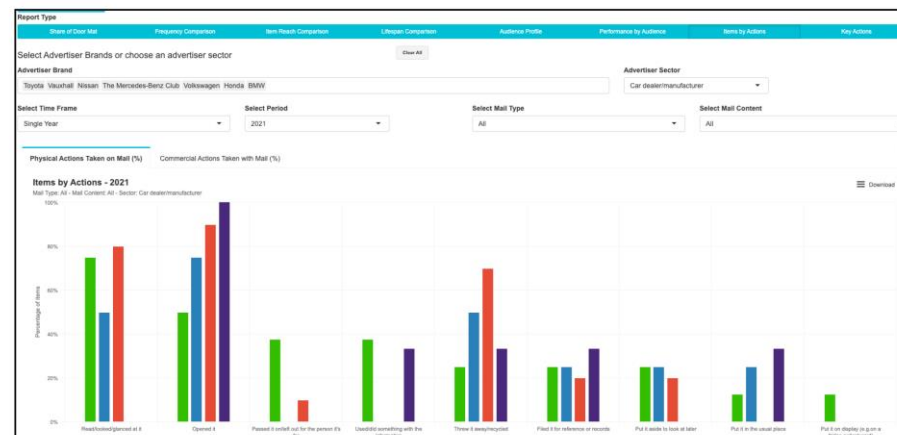 Report Type
Share of Door Mat Frequency Comparison Item Reach Comparison Lifespan Comparison Audience Profile Performance by Audience Items by Actions Key Actions
Select Advertiser Brands or choose an advertiser sector Clear All
Advertiser Brand Advertiser Sector
Toyota Vauxhall Nissan The Mercedes-Benz Club Volkswagen Honda BMW Car dealer/manufacturer
Select Time Frame Select Period Select Mail Type Select Mail Content
Single Year 2021 All All
Physical Actions Taken on Mail (%) Commercial Actions Taken with Mail (%)
Items by Actions - 2021
Mail Type: All - Mail Content: All - Sector: Car dealer/manufacturer
Download
100%
80%
60%
40%
20%
0%
Percentage of items
Read/looked/glanced at it Opened it Passed it on/left out for the person it's Used/did something with the Threw it away/recycled Filed it for reference or records Put it aside to look at later Put it in the usual place Put it on display (e.g.on a